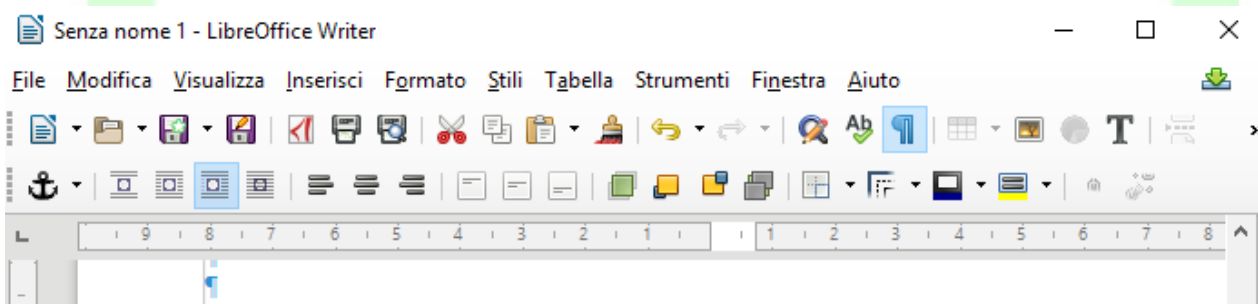 Senza nome 1 - LibreOffice Writer
File Modifica Visualizza Inserisci Formato Stili Tabella Strumenti Finestra Aiuto
Ab T
9 8 7 6 5 4 3 2 1 1 2 3 4 5 6 7 8
¶